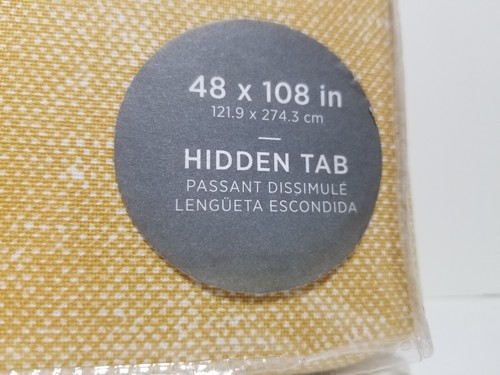 48 x 108 in
121.9 x 274.3 cm
HIDDEN TAB
PASSANT DISSIMULÉ
LENGÜETA ESCONDIDA